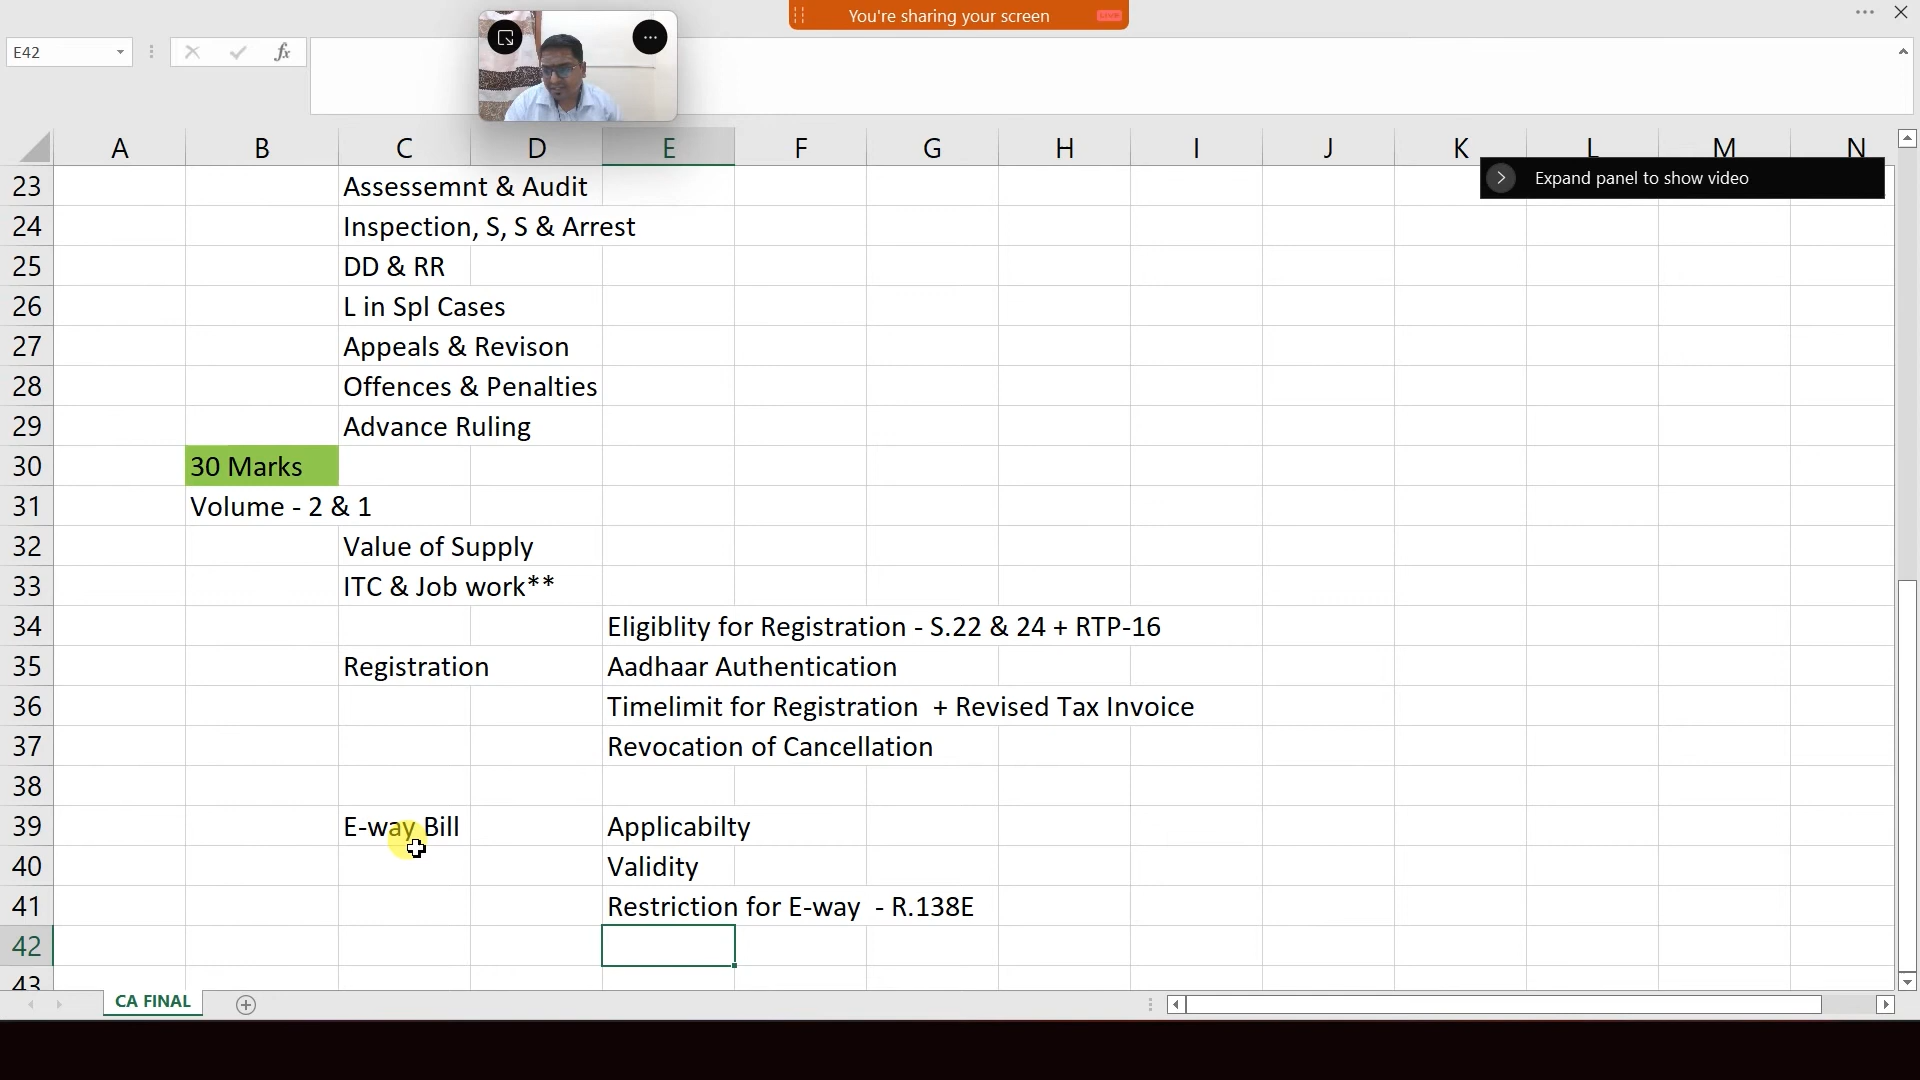 You're sharing your screen LIVE
E42
fx
A B C D E F G H I J K L M N
Expand panel to show video
23 Assessemnt & Audit
24 Inspection, S, S & Arrest
25 DD & RR
26 L in Spl Cases
27 Appeals & Revison
28 Offences & Penalties
29 Advance Ruling
30 30 Marks
31 Volume - 2 & 1
32 Value of Supply
33 ITC & Job work**
34 Eligiblity for Registration - S.22 & 24 + RTP-16
35 Registration Aadhaar Authentication
36 Timelimit for Registration + Revised Tax Invoice
37 Revocation of Cancellation
38
39 E-way Bill Applicabilty
40 Validity
41 Restriction for E-way - R.138E
42
43
CA FINAL